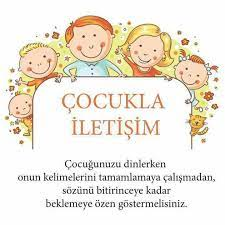 ÇOCUKLA
İLETİŞİM
Çocuğunuzu dinlerken
onun kelimelerini tamamlamaya çalışmadan,
sözünü bitirinceye kadar
beklemeye özen göstermelisiniz.